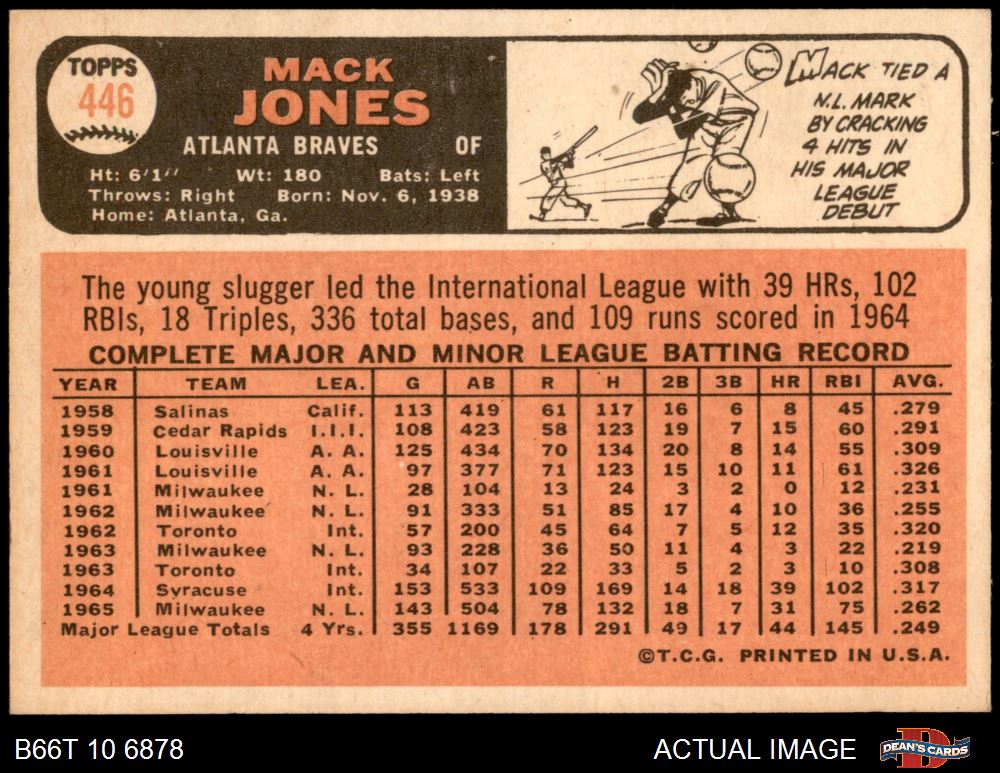 TOPPS
446
MACK
JONES
ATLANTA BRAVES OF
Ht: 6'1" Wt: 180 Bats: Left
Throws: Right Born: Nov. 6, 1938
Home: Atlanta, Ga.
MACK TIED A
N.L. MARK
BY CRACKING
4 HITS IN
HIS MAJOR
LEAGUE
DEBUT
The young slugger led the International League with 39 HRs, 102
RBIs, 18 Triples, 336 total bases, and 109 runs scored in 1964
COMPLETE MAJOR AND MINOR LEAGUE BATTING RECORD
YEAR TEAM LEA. G AB R H 2B 3B HR RBI AVG.
1958 Salinas Calif. 113 419 61 117 16 6 8 45 .279
1959 Cedar Rapids I.I.I. 108 423 58 123 19 7 15 60 .291
1960 Louisville A. A. 125 434 70 134 20 8 14 55 .309
1961 Louisville A. A. 97 377 71 123 15 10 11 61 .326
1961 Milwaukee N. L. 28 104 13 24 3 2 0 12 .231
1962 Milwaukee N. L. 91 333 51 85 17 4 10 36 .255
1962 Toronto Int. 57 200 45 64 7 5 12 35 .320
1963 Milwaukee N. L. 93 228 36 50 11 4 3 22 .219
1963 Toronto Int. 34 107 22 33 5 2 3 10 .308
1964 Syracuse Int. 153 533 109 169 14 18 39 102 .317
1965 Milwaukee N. L. 143 504 78 132 18 7 31 75 .262
Major League Totals 4 Yrs. 355 1169 178 291 49 17 44 145 .249
©T.C.G. PRINTED IN U.S.A.
B66T 10 6878 ACTUAL IMAGE DEAN'S CARDS